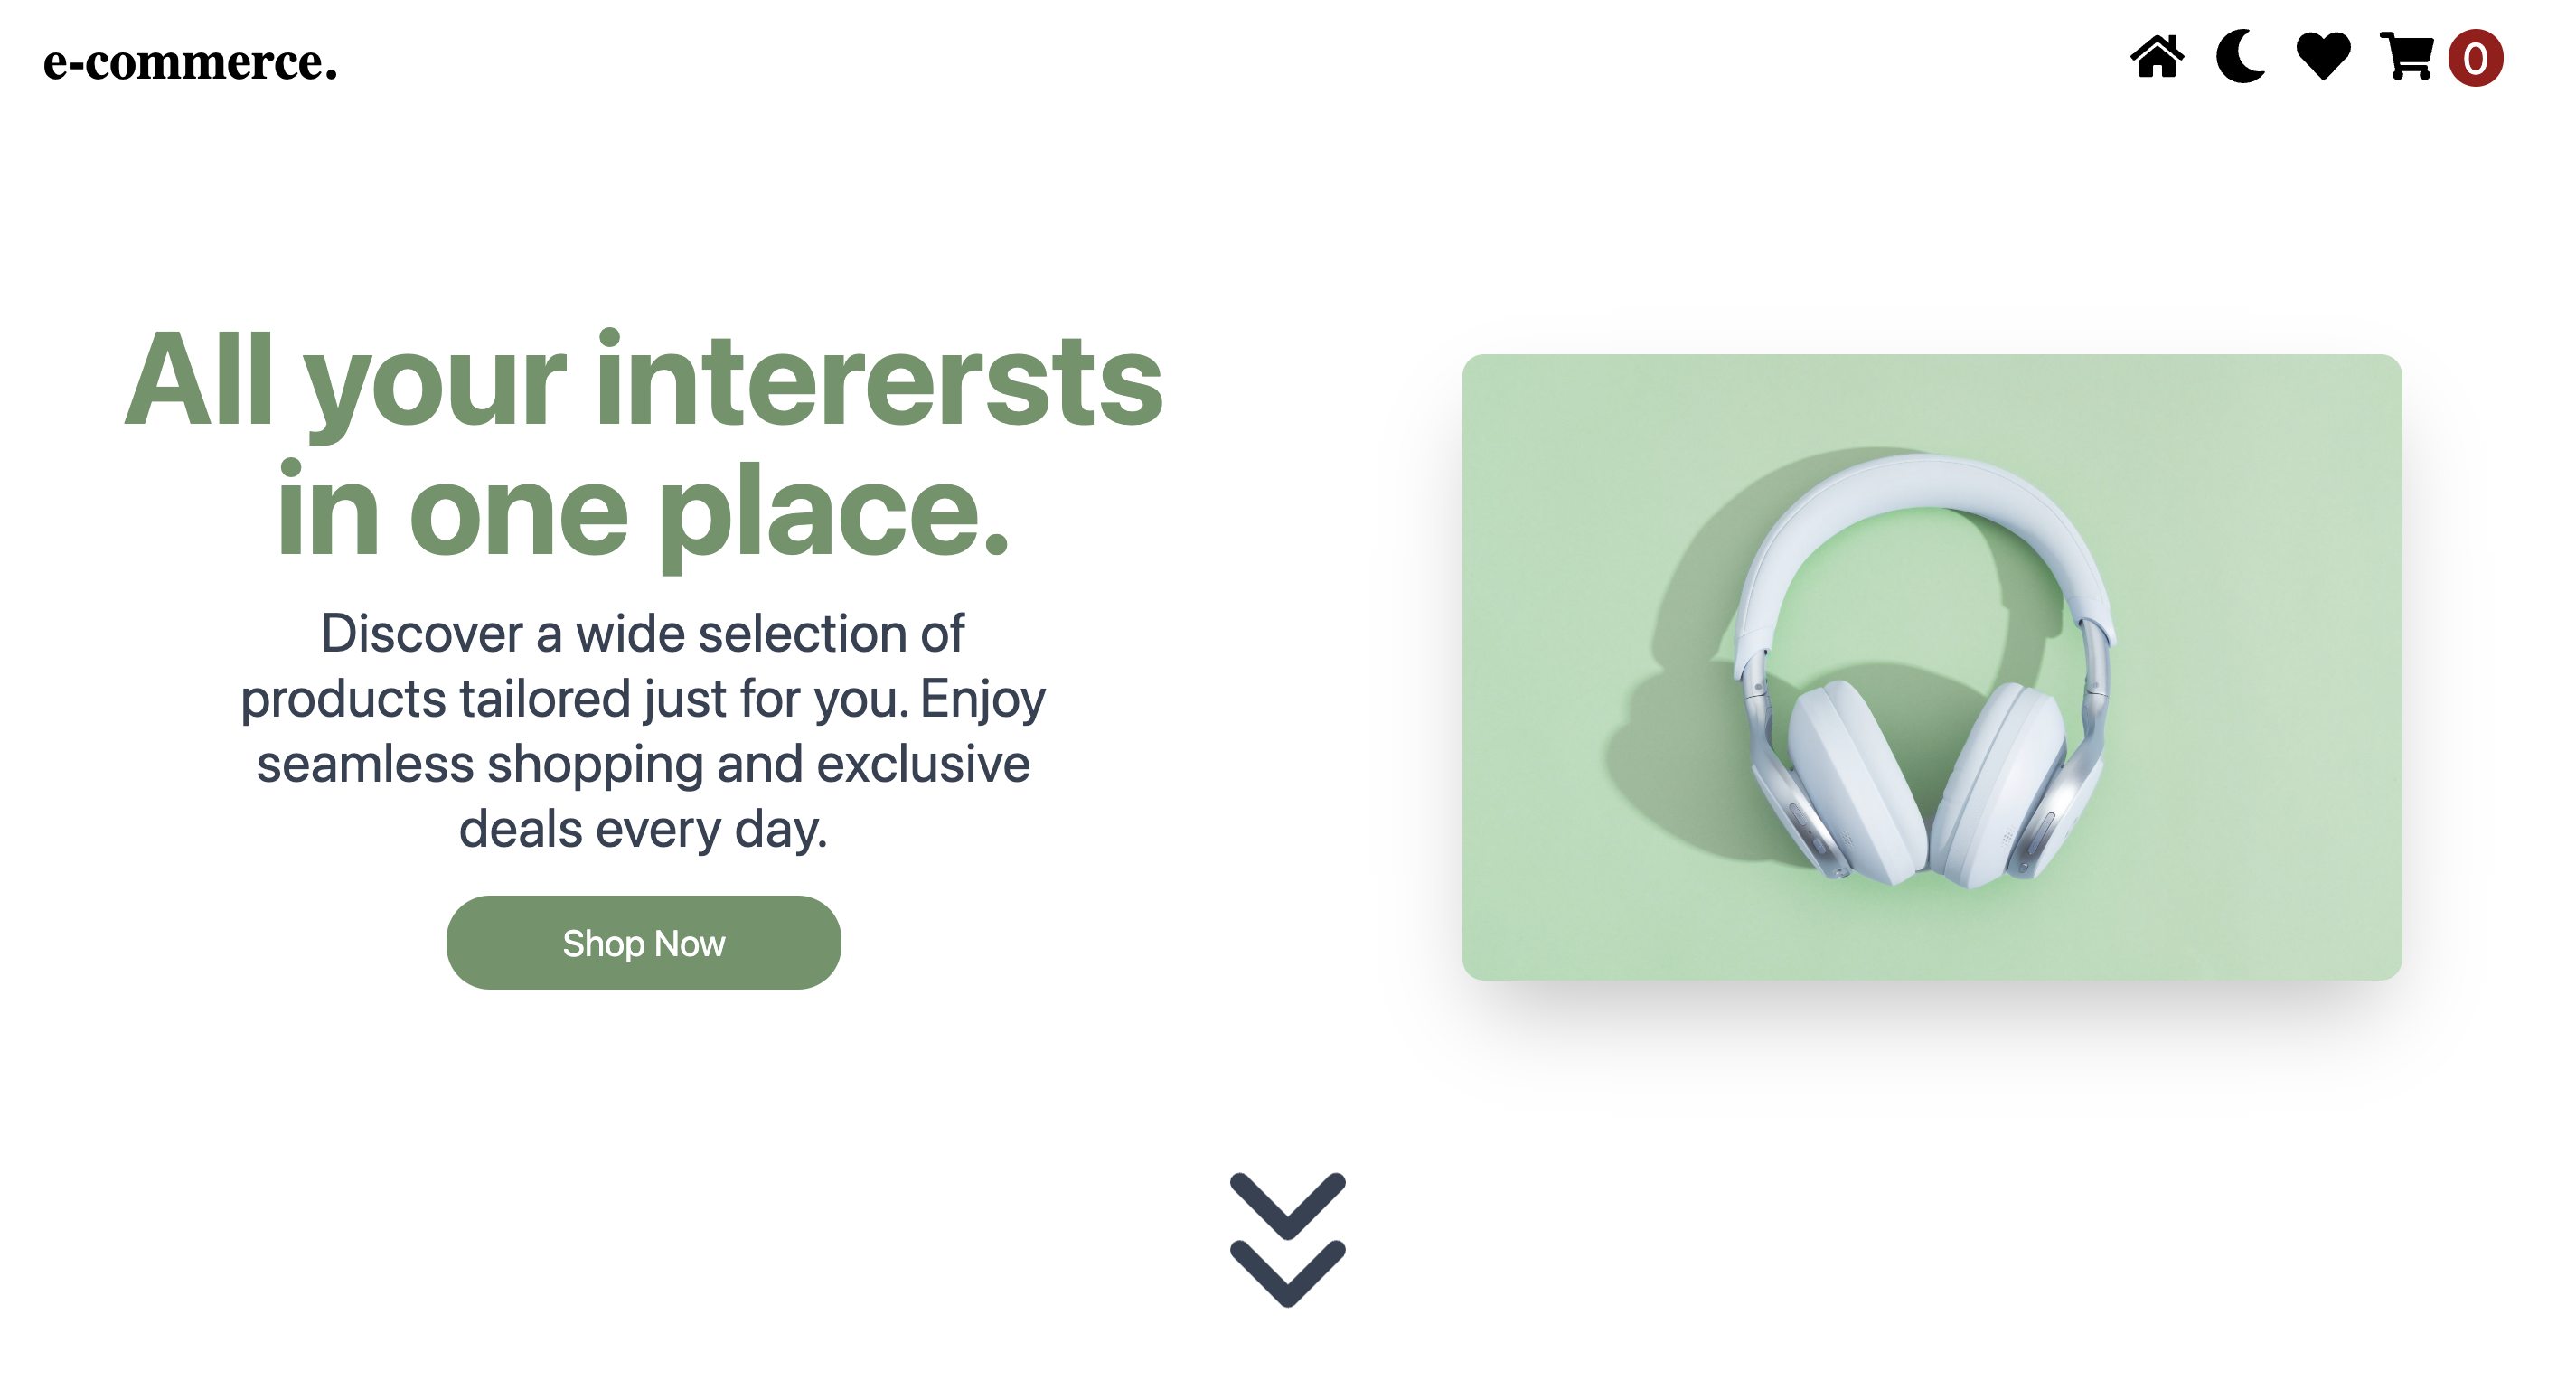 e-commerce.
0
All your interersts
in one place.
Discover a wide selection of
products tailored just for you. Enjoy
seamless shopping and exclusive
deals every day.
Shop Now